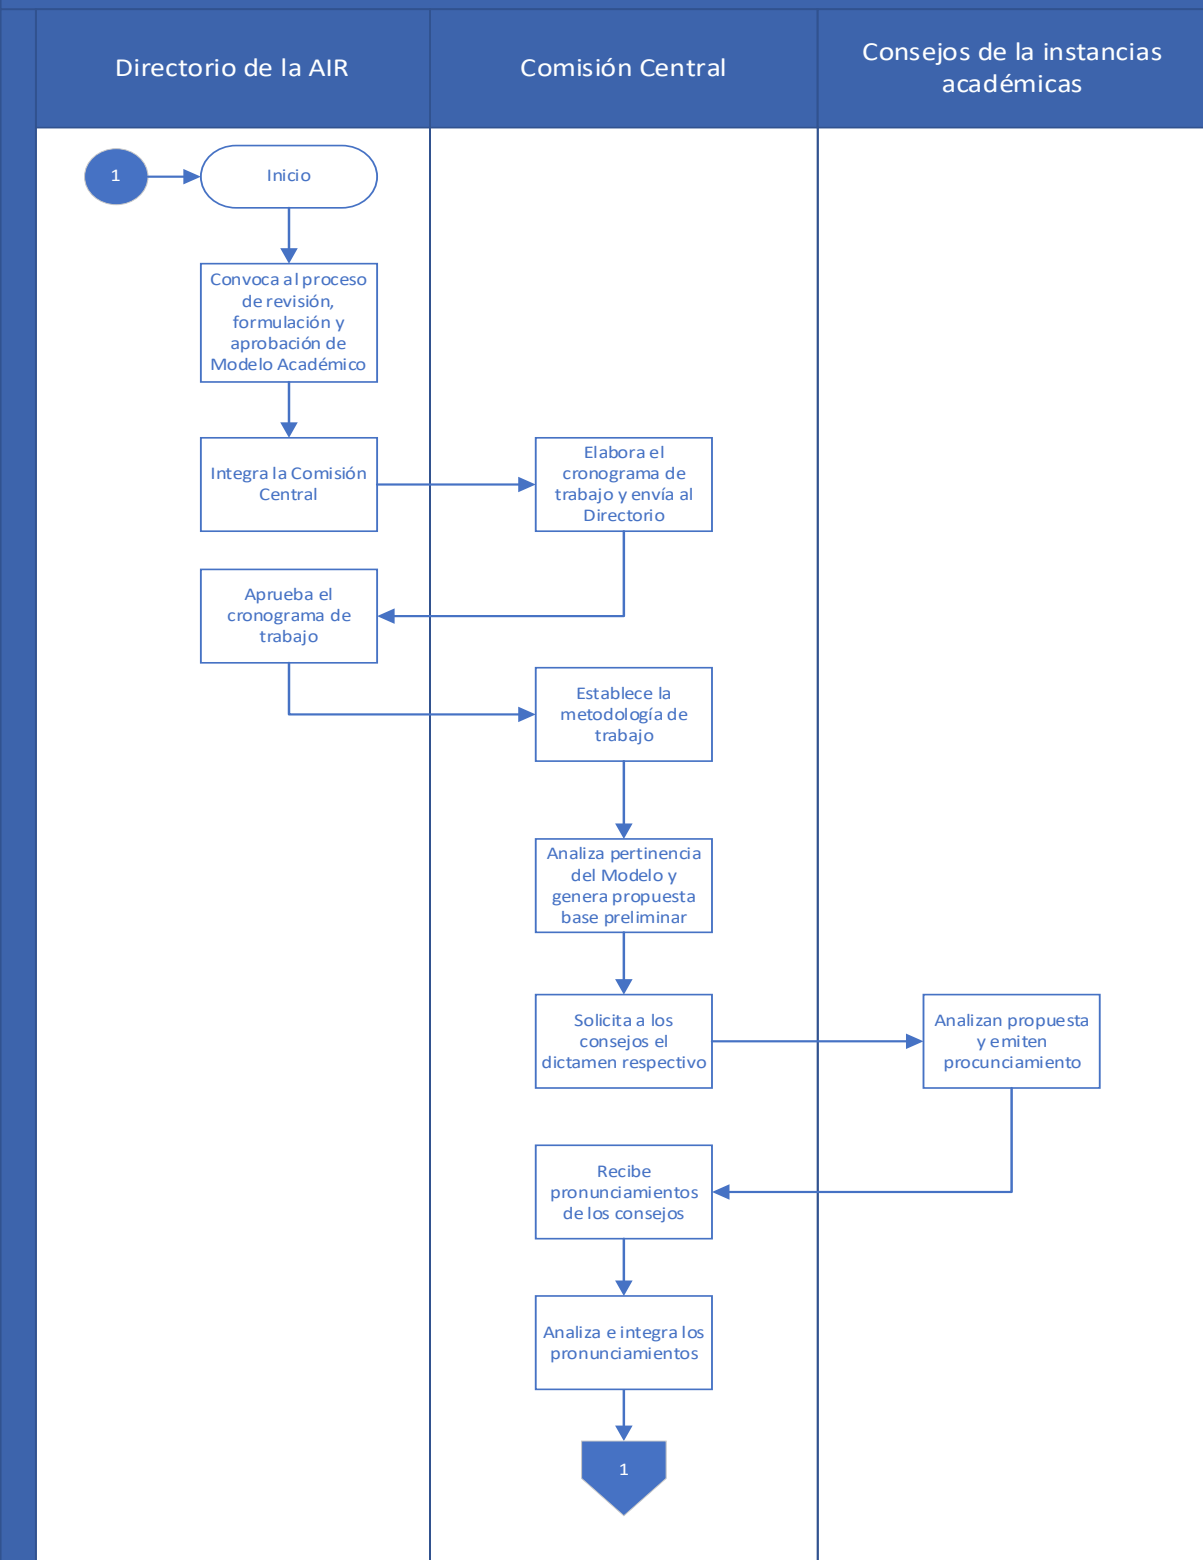 Directorio de la AIR
Comisión Central
Consejos de la instancias
académicas
1
Inicio
Convoca al proceso
de revisión,
formulación y
aprobación de
Modelo Académico
Integra la Comisión
Central
Elabora el
cronograma de
trabajo y envía al
Directorio
Aprueba el
cronograma de
trabajo
Establece la
metodología de
trabajo
Analiza pertinencia
del Modelo y
genera propuesta
base preliminar
Solicita a los
consejos el
dictamen respectivo
Analizan propuesta
y emiten
procunciamiento
Recibe
pronunciamientos
de los consejos
Analiza e integra los
pronunciamientos
1